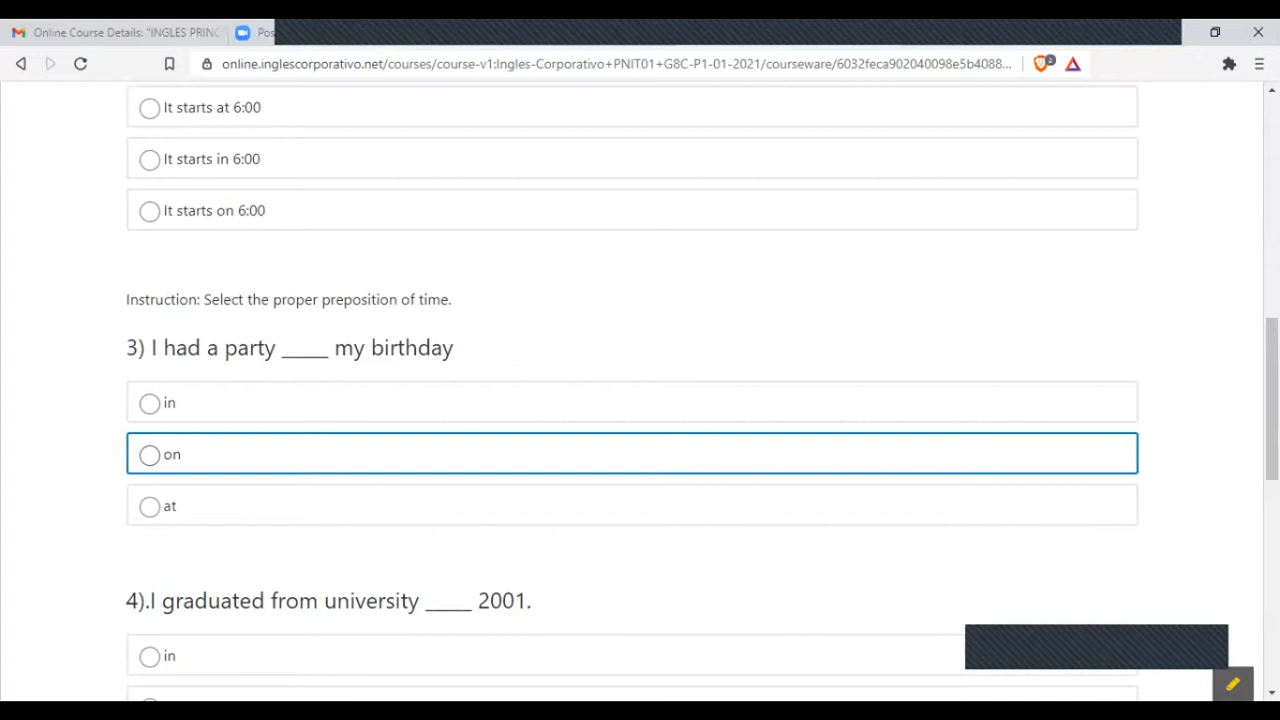 Online Course Details: "INGLES PRINC
Pos
online.inglescorporativo.net/courses/course-v1:Ingles-Corporativo+PNIT01+G8C-P1-01-2021/courseware/6032feca902040098e5b4088...
2
It starts at 6:00
It starts in 6:00
It starts on 6:00
Instruction: Select the proper preposition of time.
3) I had a party _____ my birthday
in
on
at
4).I graduated from university _____ 2001.
in